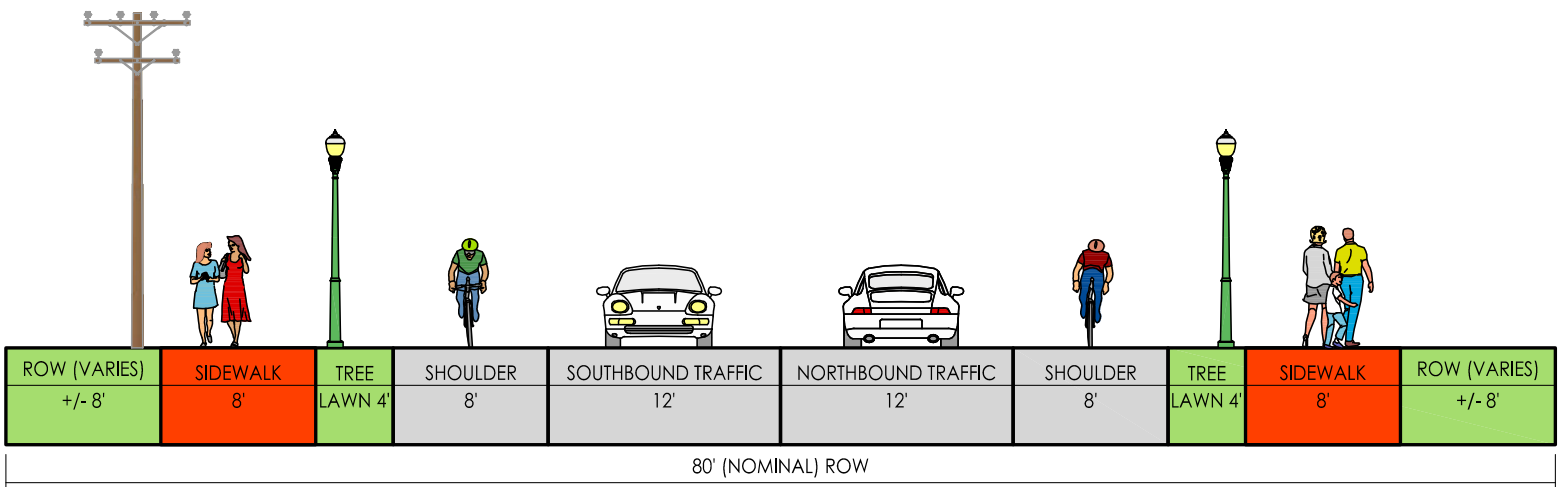 ROW (VARIES)
+/- 8'
SIDEWALK
8'
TREE
LAWN 4'
SHOULDER
8'
SOUTHBOUND TRAFFIC
12'
NORTHBOUND TRAFFIC
12'
SHOULDER
8'
TREE
LAWN 4'
SIDEWALK
8'
ROW (VARIES)
+/- 8'
80' (NOMINAL) ROW